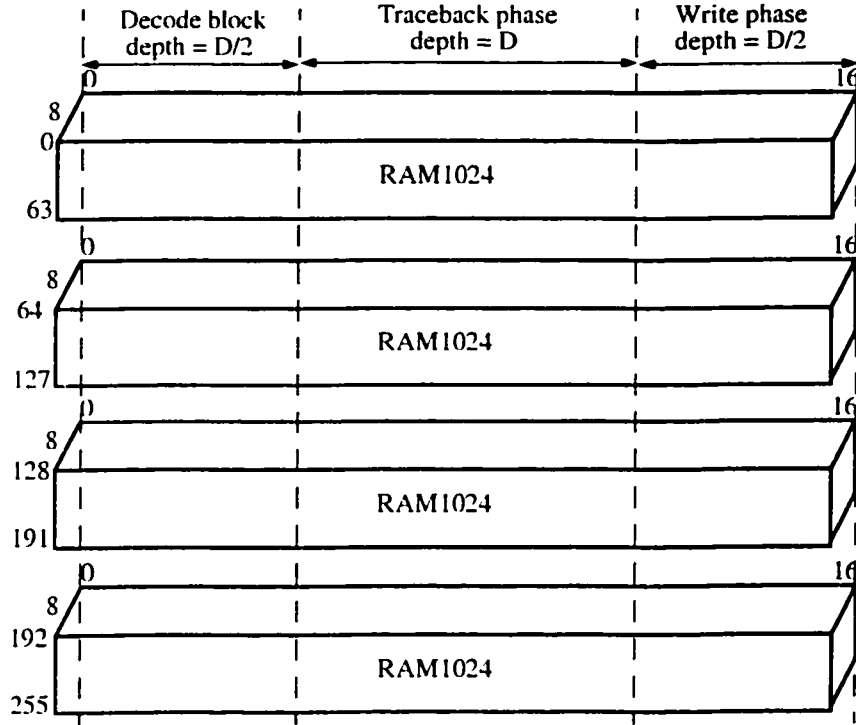 Decode block Traceback phase Write phase
depth = D/2 depth = D depth = D/2
0 16
8
0
RAM1024
63
0 16
8
64
RAM1024
127
0 16
8
128
RAM1024
191
0 16
8
192
RAM1024
255